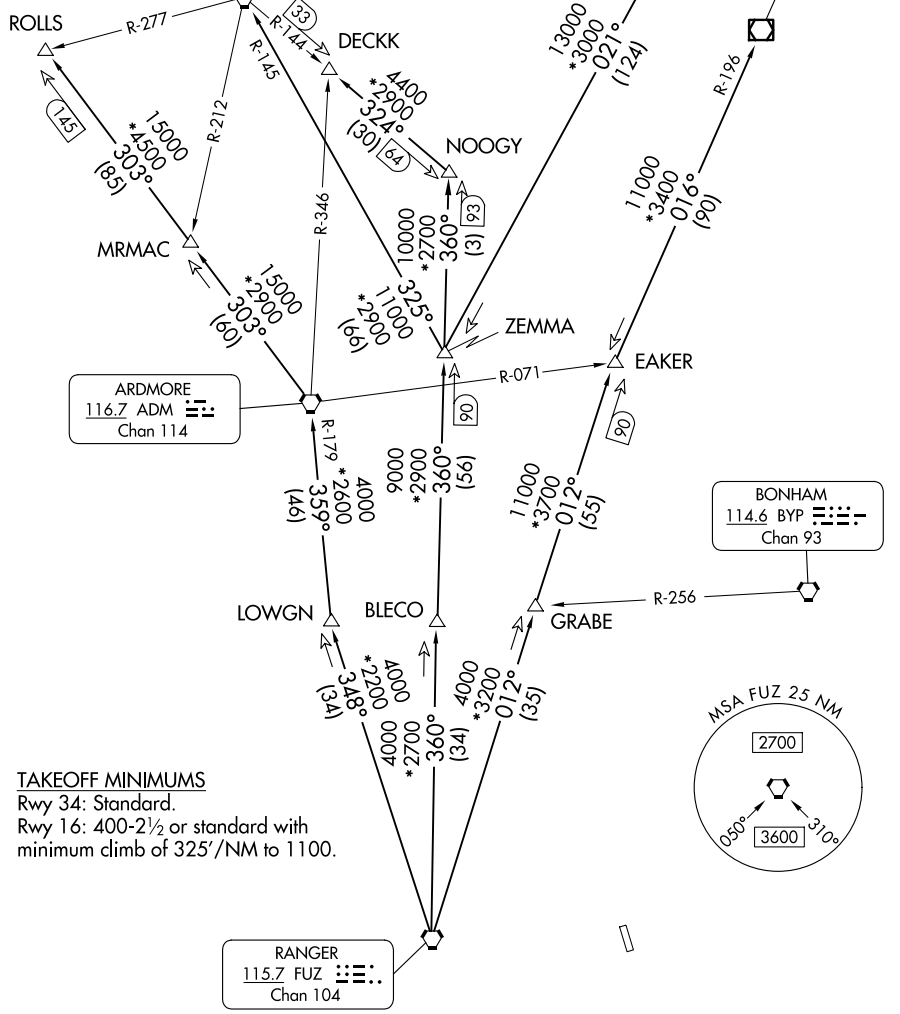 ROLLS
R-277
R-144
33
DECKK
R-145
13000
*3000
021°
(124)
R-196
145
15000
*4500
303°
(85)
R-212
4400
*2900
324°
(30)
64
NOOGY
R-346
10000
*2700
360°
(3)
93
11000
*3400
016°
(90)
MRMAC
15000
*2900
303°
(60)
325°
11000
*2900
(66)
ZEMMA
EAKER
R-071
ARDMORE
116.7 ADM
Chan 114
R-179
90
90
4000
*2600
359°
(46)
9000
*2900
360°
(56)
11000
*3700
012°
(55)
BONHAM
114.6 BYP
Chan 93
R-256
LOWGN
BLECO
GRABE
4000
*2200
348°
(34)
4000
*2700
360°
(34)
4000
*3200
012°
(35)
MSA FUZ 25 NM
2700
050°
3600
310°
TAKEOFF MINIMUMS
Rwy 34: Standard.
Rwy 16: 400-2½ or standard with
minimum climb of 325'/NM to 1100.
RANGER
115.7 FUZ
Chan 104